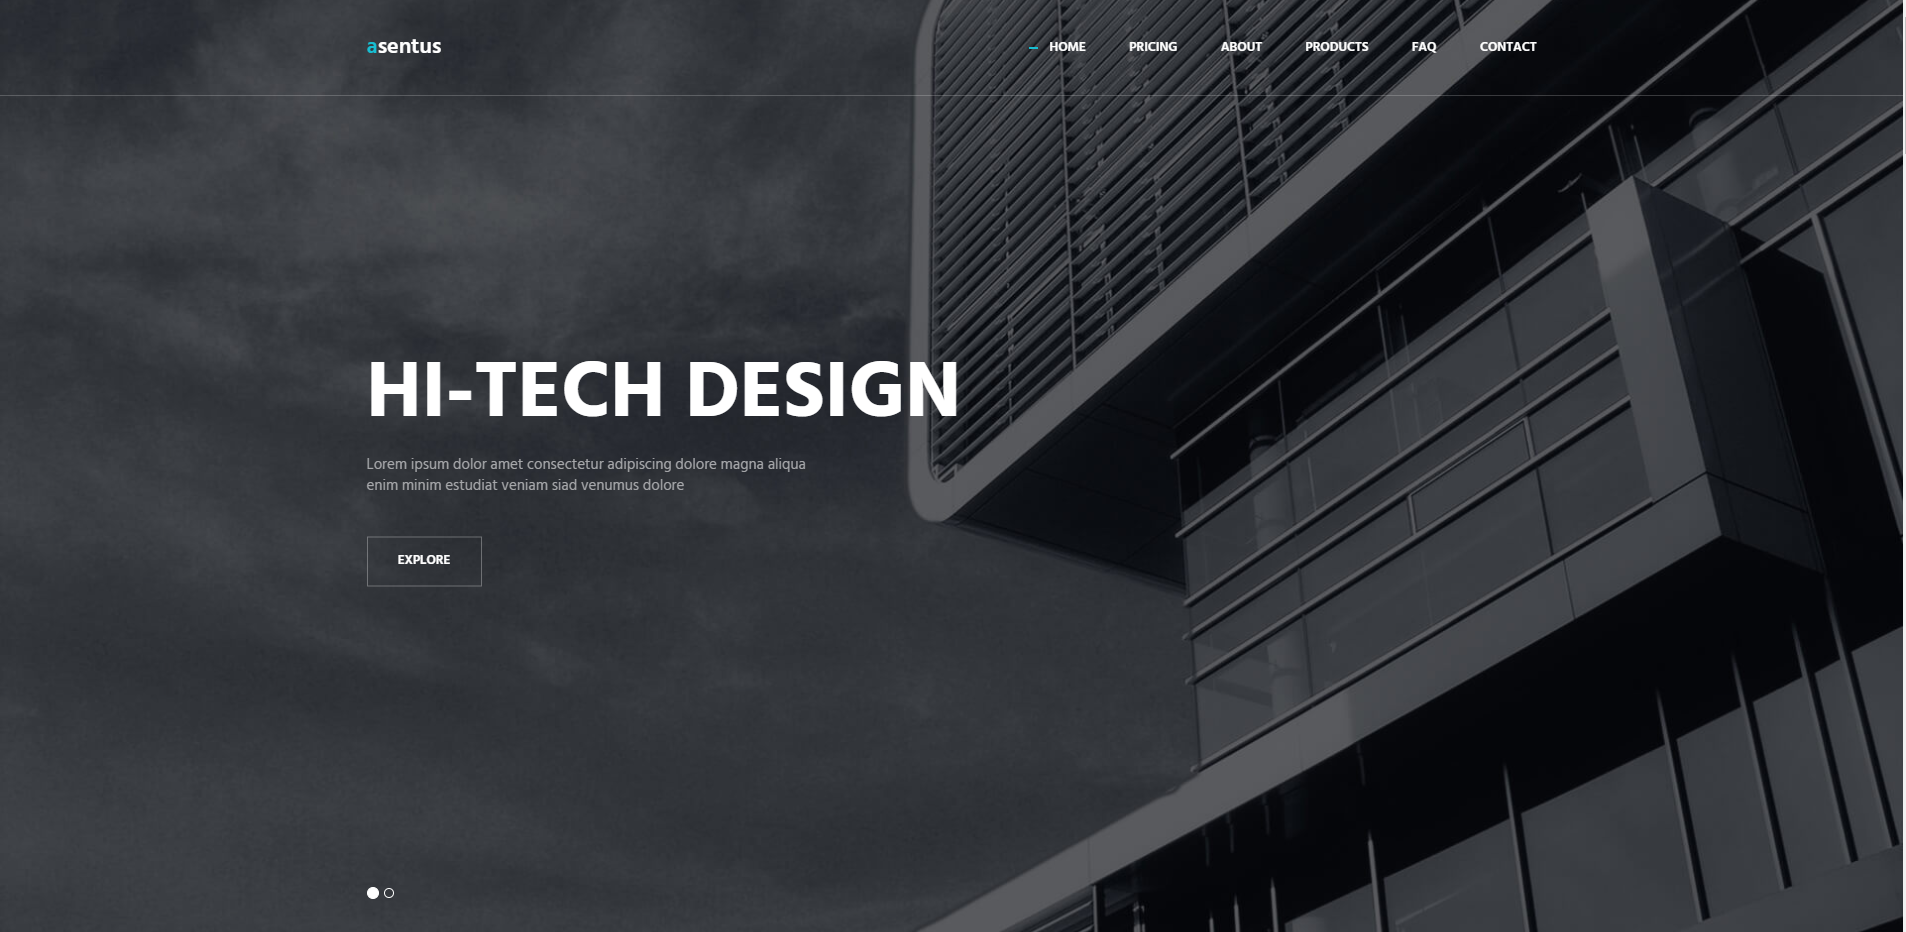 asentus
HOME PRICING ABOUT PRODUCTS FAQ CONTACT
HI-TECH DESIGN
Lorem ipsum dolor amet consectetur adipiscing dolore magna aliqua
enim minim estudiat veniam siad venumus dolore
EXPLORE